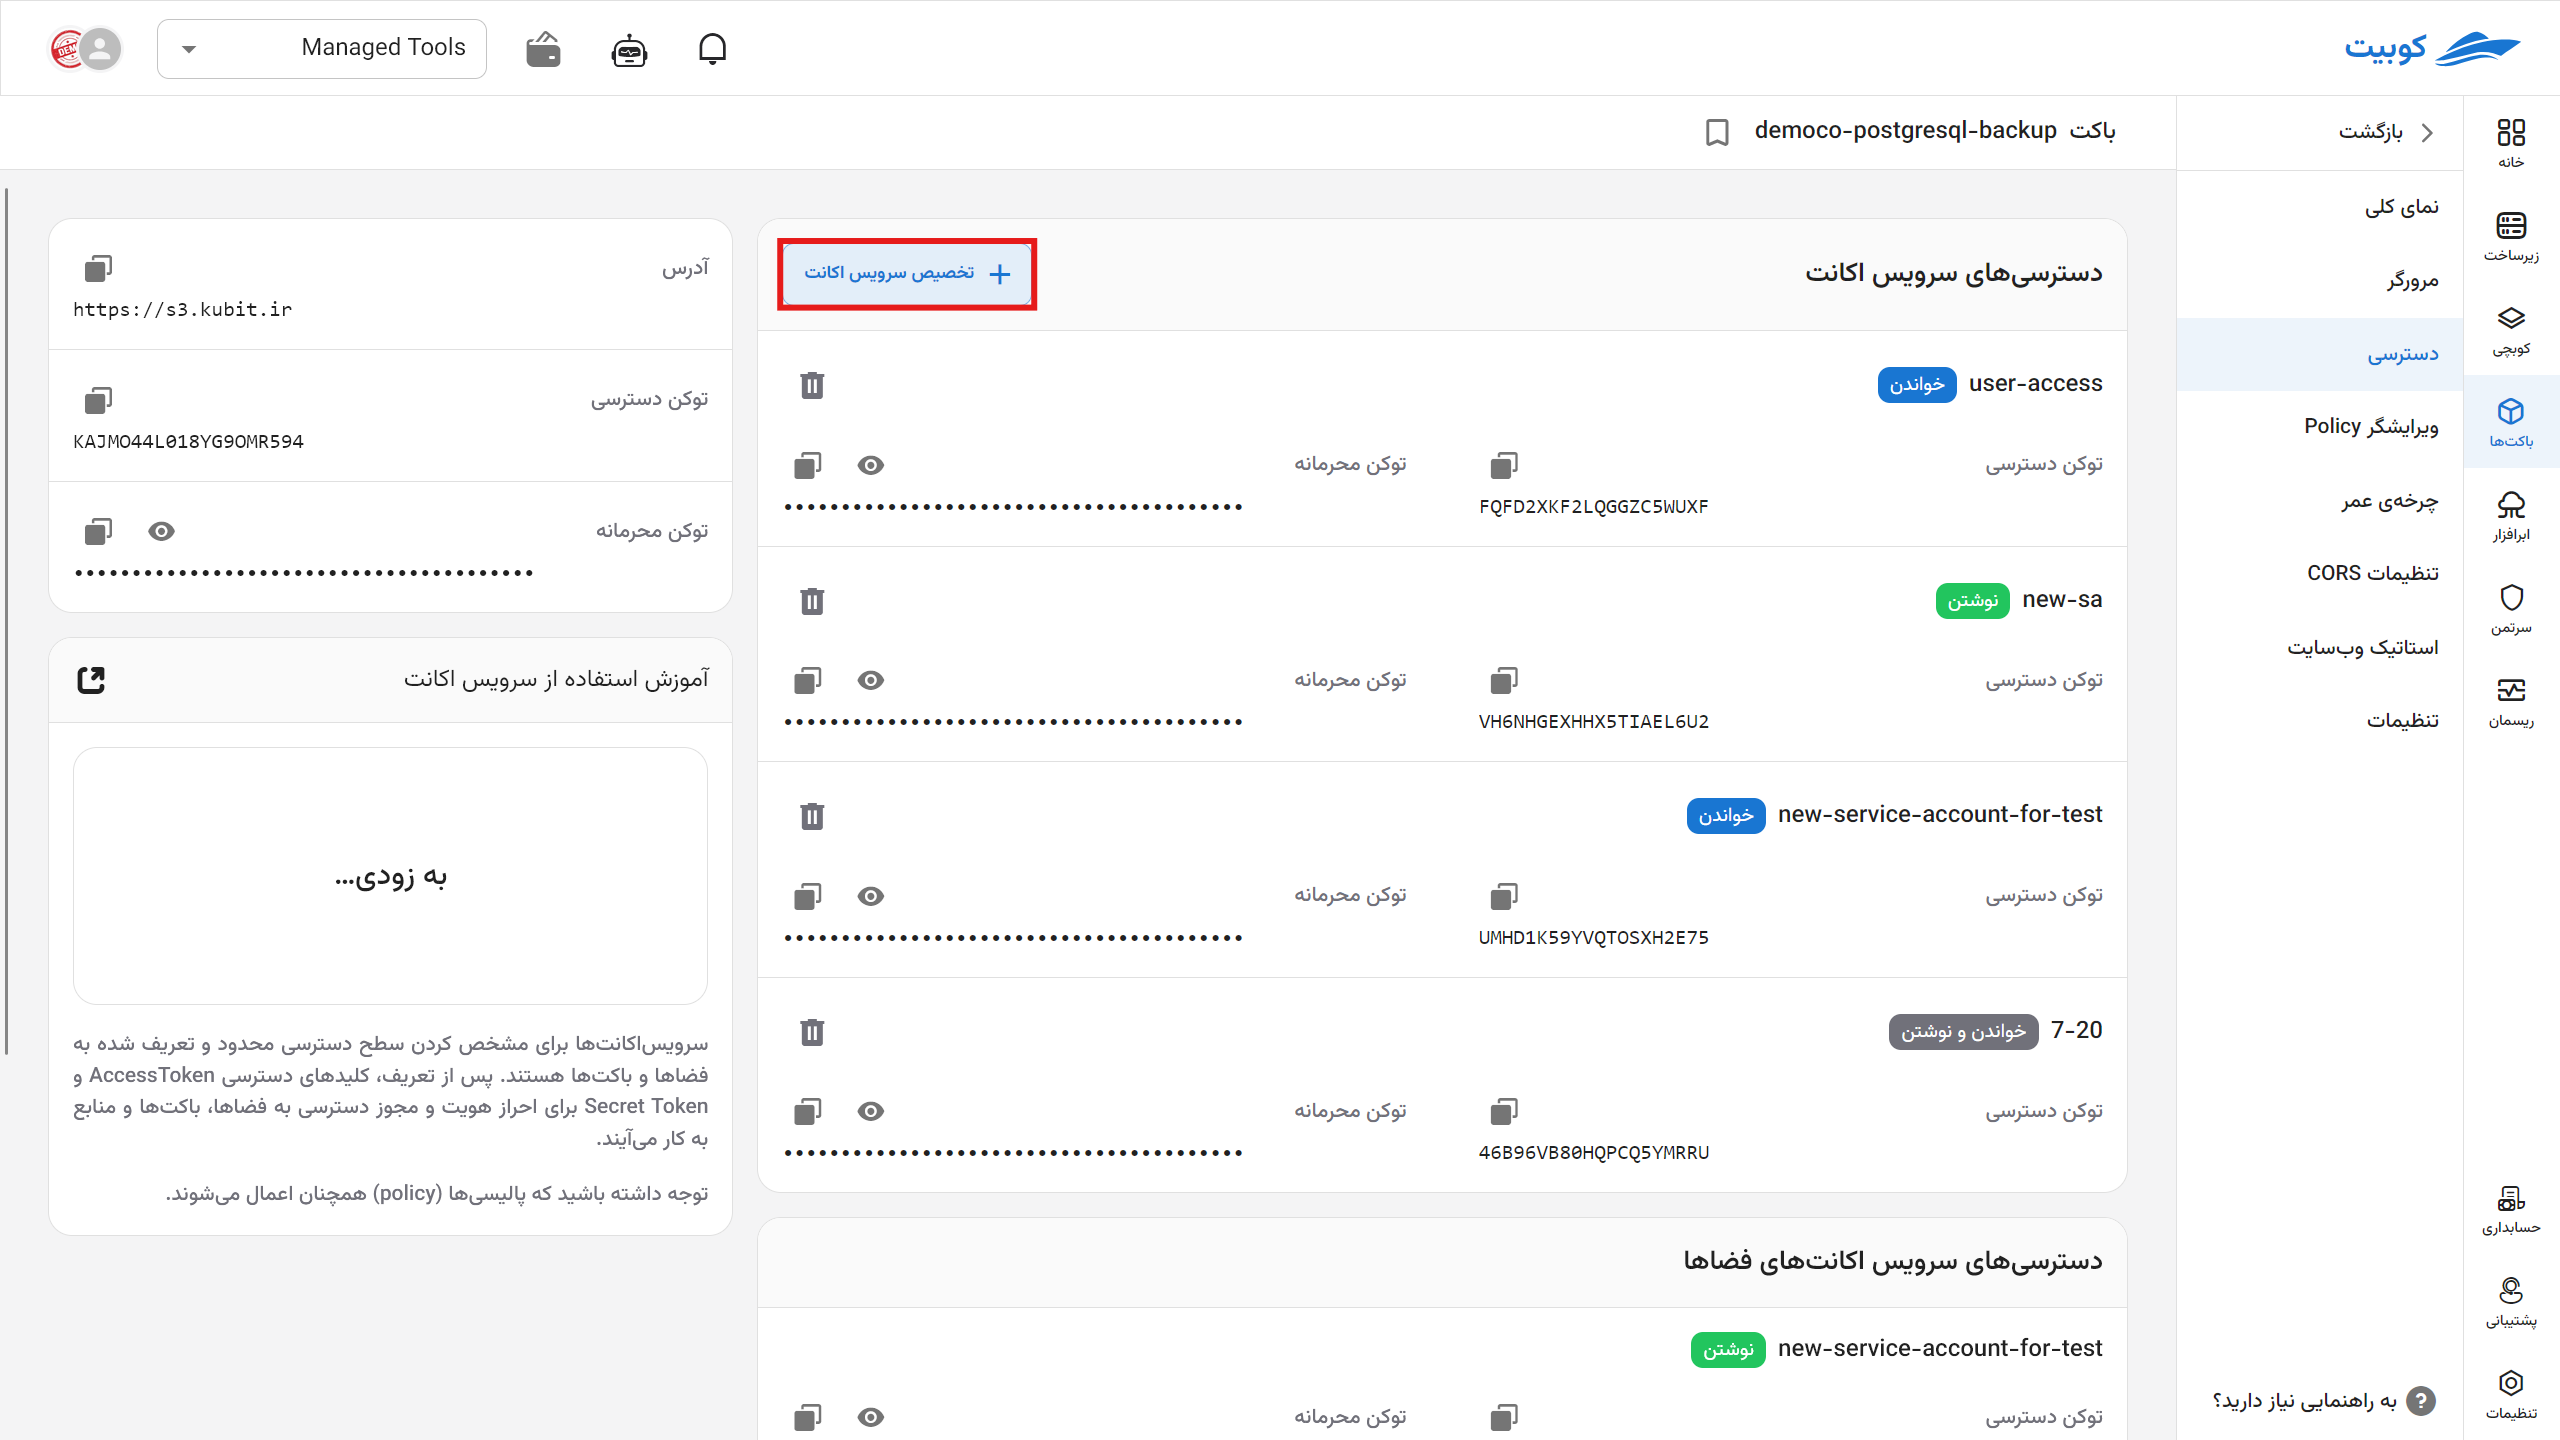 کوبیت
Managed Tools
DEMO
خانه
زیرساخت
کوبچی
باکت‌ها
ابرافزار
سرتمن
ریسمان
حسابداری
پشتیبانی
تنظیمات
بازگشت
نمای کلی
مرورگر
دسترسی
ویرایشگر Policy
چرخه‌ی عمر
تنظیمات CORS
استاتیک وب‌سایت
تنظیمات
به راهنمایی نیاز دارید؟
باکت democo-postgresql-backup
دسترسی‌های سرویس اکانت
تخصیص سرویس اکانت
user-access خواندن
توکن دسترسی
FQFD2XKF2LQGGZC5WUXF
توکن محرمانه
••••••••••••••••••••••••••••••••••••••••
new-sa نوشتن
توکن دسترسی
VH6NHGEXHHX5TIAEL6U2
توکن محرمانه
••••••••••••••••••••••••••••••••••••••••
new-service-account-for-test خواندن
توکن دسترسی
UMHD1K59YVQTOSXH2E75
توکن محرمانه
••••••••••••••••••••••••••••••••••••••••
7-20 خواندن و نوشتن
توکن دسترسی
46B96VB80HQPCQ5YMRRU
توکن محرمانه
••••••••••••••••••••••••••••••••••••••••
دسترسی‌های سرویس اکانت‌های فضاها
new-service-account-for-test نوشتن
توکن دسترسی
توکن محرمانه
آدرس
https://s3.kubit.ir
توکن دسترسی
KAJMO44L018YG9OMR594
توکن محرمانه
••••••••••••••••••••••••••••••••••••••••
آموزش استفاده از سرویس اکانت
به زودی...
سرویس‌اکانت‌ها برای مشخص کردن سطح دسترسی محدود و تعریف شده به
فضاها و باکت‌ها هستند. پس از تعریف، کلیدهای دسترسی AccessToken و
Secret Token برای احراز هویت و مجوز دسترسی به فضاها، باکت‌ها و منابع
به کار می‌آیند.
توجه داشته باشید که پالیسی‌ها (policy) همچنان اعمال می‌شوند.